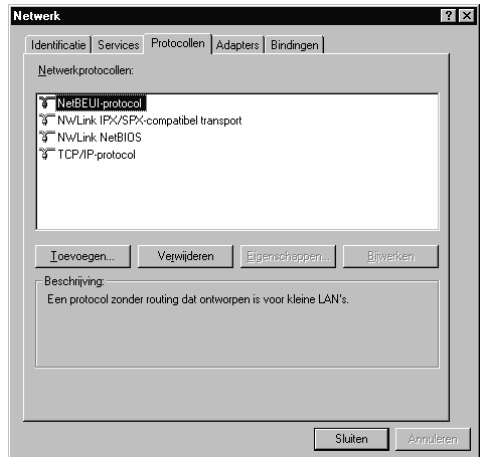 Netwerk
Identificatie Services Protocollen Adapters Bindingen
Netwerkprotocollen:
NetBEUI-protocol
NWLink IPX/SPX-compatibel transport
NWLink NetBIOS
TCP/IP-protocol
Toevoegen... Verwijderen Eigenschappen... Bijwerken
Beschrijving:
Een protocol zonder routing dat ontworpen is voor kleine LAN's.
Sluiten Annuleren